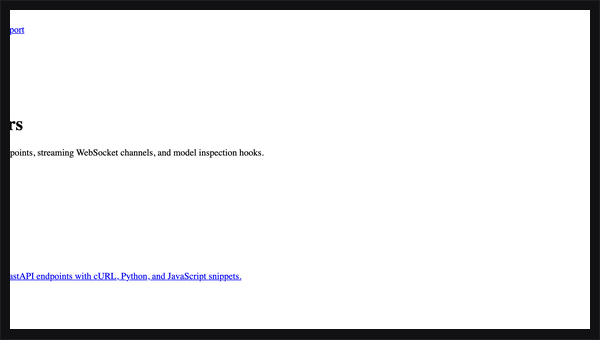 port
rs
points, streaming WebSocket channels, and model inspection hooks.
astAPI endpoints with cURL, Python, and JavaScript snippets.